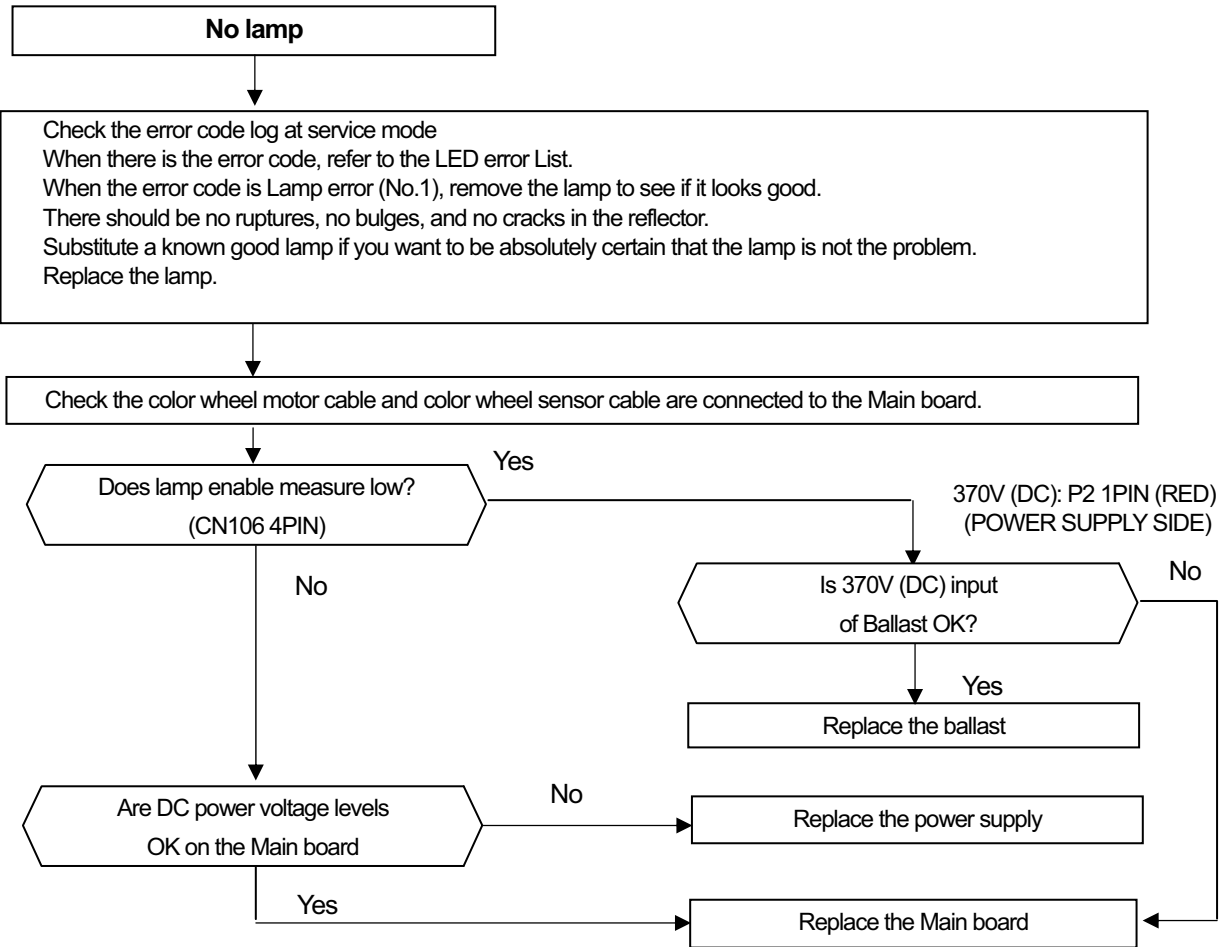 No lamp
Check the error code log at service mode
When there is the error code, refer to the LED error List.
When the error code is Lamp error (No.1), remove the lamp to see if it looks good.
There should be no ruptures, no bulges, and no cracks in the reflector.
Substitute a known good lamp if you want to be absolutely certain that the lamp is not the problem.
Replace the lamp.
Check the color wheel motor cable and color wheel sensor cable are connected to the Main board.
Does lamp enable measure low?
(CN106 4PIN)
Yes
No
370V (DC): P2 1PIN (RED)
(POWER SUPPLY SIDE)
Is 370V (DC) input
of Ballast OK?
No
Yes
Replace the ballast
Are DC power voltage levels
OK on the Main board
No
Replace the power supply
Yes
Replace the Main board